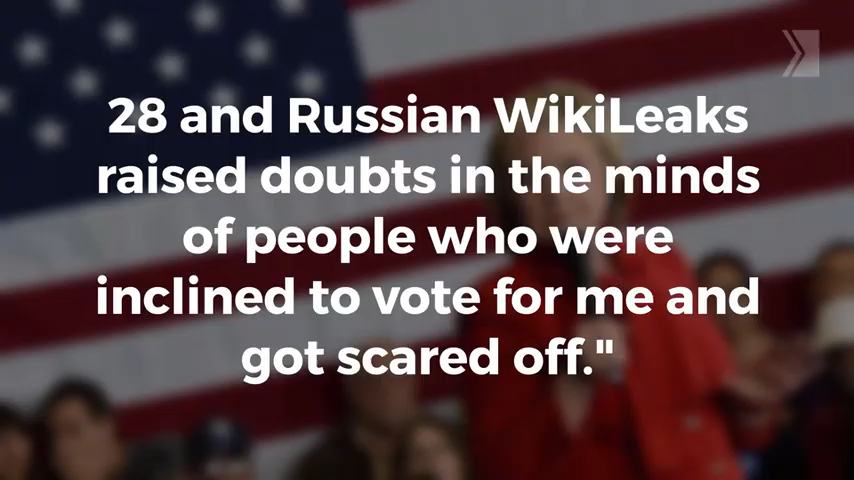 28 and Russian WikiLeaks
raised doubts in the minds
of people who were
inclined to vote for me and
got scared off."